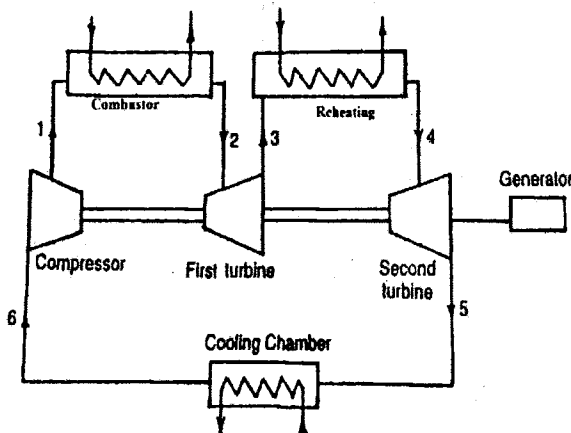 Combustor
Reheating
1
2
3
4
Generator
Compressor
First turbine
Second
turbine
6
5
Cooling Chamber